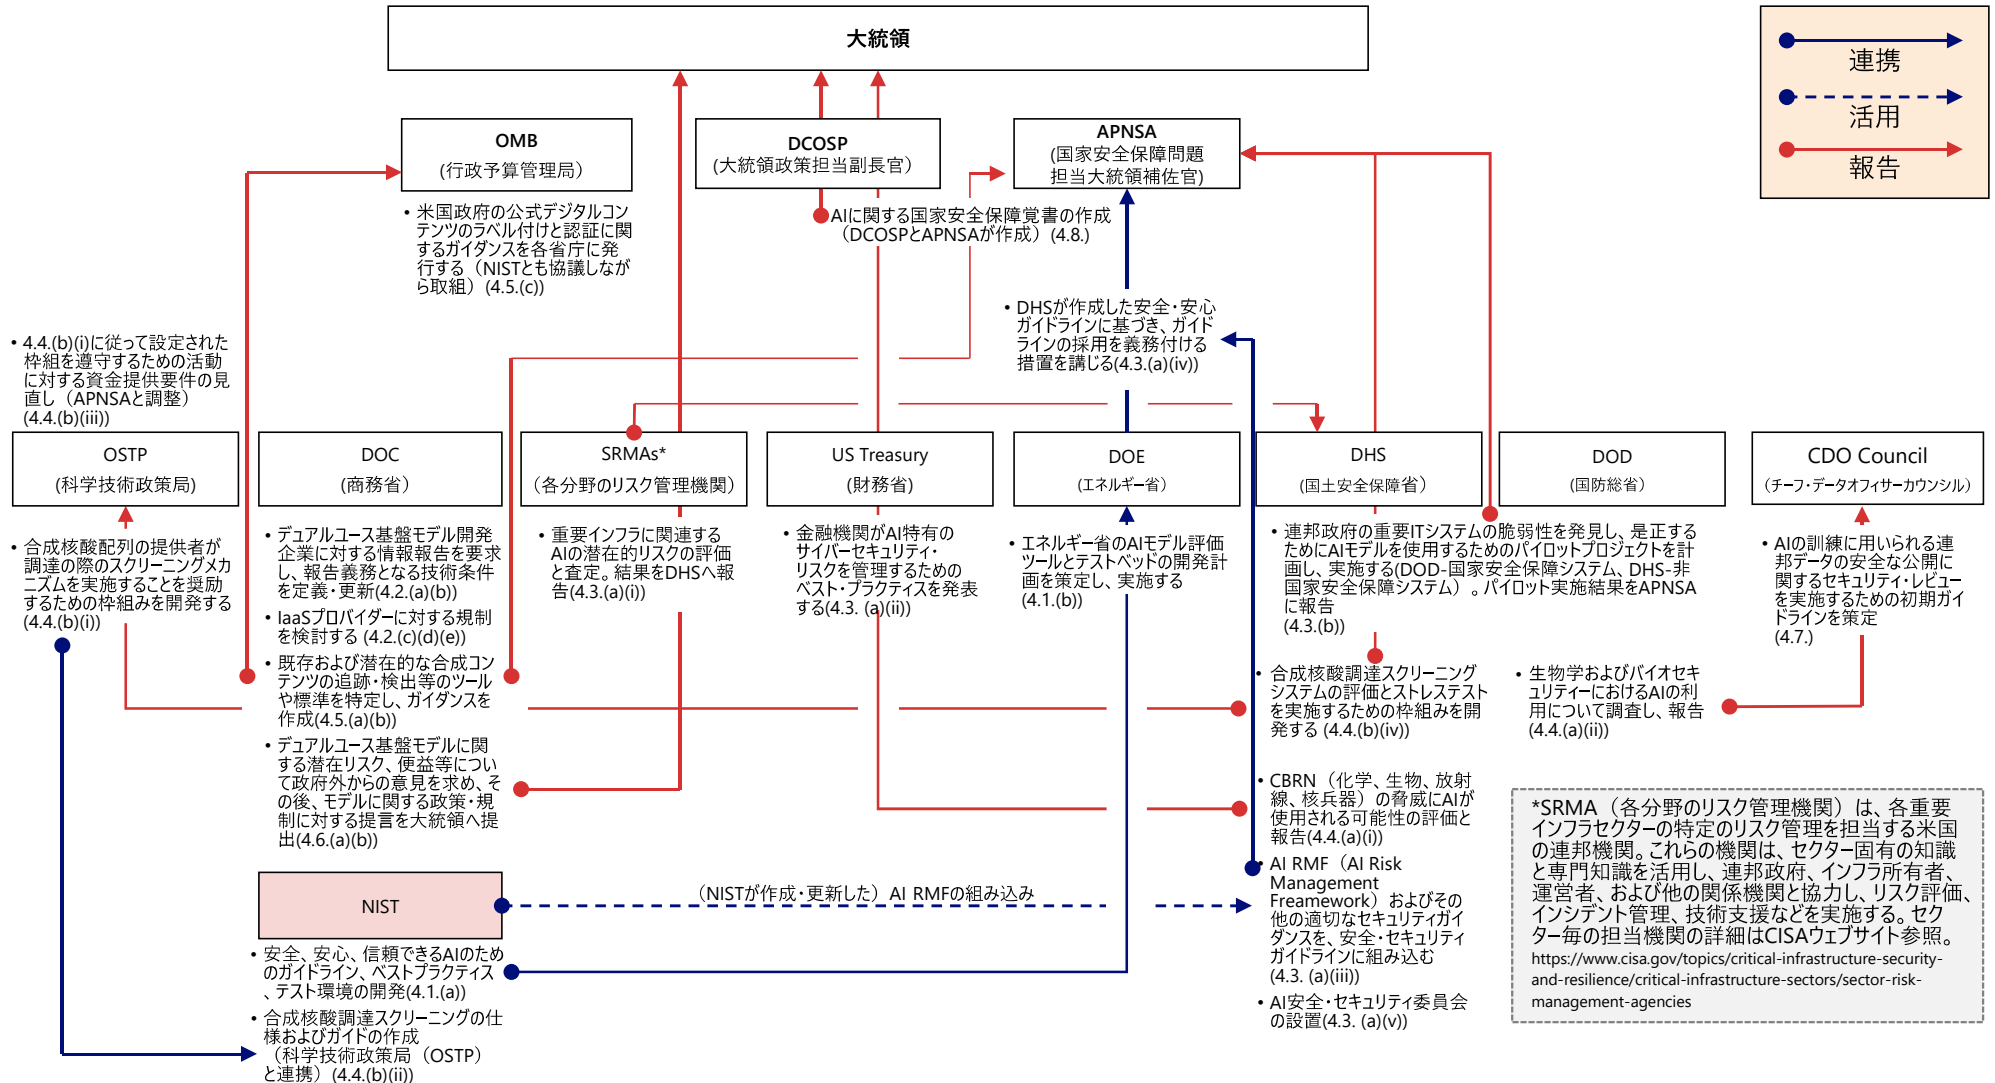 大統領
連携
活用
報告
OMB
(行政予算管理局)
DCOSP
(大統領政策担当副長官）
APNSA
(国家安全保障問題
担当大統領補佐官)
• 米国政府の公式デジタルコン
テンツのラベル付けと認証に関
するガイダンスを各省庁に発
行する（NISTとも協議しなが
ら取組）(4.5.(c))
AIに関する国家安全保障覚書の作成
（DCOSPとAPNSAが作成）(4.8.)
• DHSが作成した安全・安心
ガイドラインに基づき、ガイド
ラインの採用を義務付ける
措置を講じる(4.3.(a)(iv))
• 4.4.(b)(i)に従って設定された
枠組を遵守するための活動
に対する資金提供要件の見
直し（APNSAと調整）
(4.4.(b)(iii))
OSTP
(科学技術政策局)
DOC
(商務省）
SRMAs*
(各分野のリスク管理機関）
US Treasury
(財務省)
DOE
(エネルギー省)
DHS
(国土安全保障省）
DOD
(国防総省)
CDO Council
(チーフ・データオフィサーカウンシル)
• 合成核酸配列の提供者が
調達の際のスクリーニングメカ
ニズムを実施することを奨励
するための枠組みを開発する
(4.4.(b)(i))
• デュアルユース基盤モデル開発
企業に対する情報報告を要求
し、報告義務となる技術条件
を定義・更新(4.2.(a)(b))
• IaaSプロバイダーに対する規制
を検討する (4.2.(c)(d)(e))
• 既存および潜在的な合成コン
テンツの追跡・検出等のツール
や標準を特定し、ガイダンスを
作成(4.5.(a)(b))
• デュアルユース基盤モデルに関
する潜在リスク、便益等につい
て政府外からの意見を求め、そ
の後、モデルに関する政策・規
制に対する提言を大統領へ提
出(4.6.(a)(b))
• 重要インフラに関連する
AIの潜在的リスクの評価
と査定。結果をDHSへ報
告(4.3.(a)(i))
• 金融機関がAI特有の
サイバーセキュリティ・
リスクを管理するための
ベスト・プラクティスを発表
する(4.3. (a)(ii))
• エネルギー省のAIモデル評価
ツールとテストベッドの開発計
画を策定し、実施する
(4.1.(b))
• 連邦政府の重要ITシステムの脆弱性を発見し、是正する
ためにAIモデルを使用するためのパイロットプロジェクトを計
画し、実施する(DOD-国家安全保障システム、DHS-非
国家安全保障システム）。パイロット実施結果をAPNSA
に報告
(4.3.(b))
• AIの訓練に用いられる連
邦データの安全な公開に
関するセキュリティ・レビュー
を実施するための初期ガイ
ドラインを策定
(4.7.)
• 合成核酸調達スクリーニング
システムの評価とストレステスト
を実施するための枠組みを開
発する (4.4.(b)(iv))
• 生物学およびバイオセキ
ュリティーにおけるAIの利
用について調査し、報告
(4.4.(a)(ii))
• CBRN（化学、生物、放射
線、核兵器）の脅威にAIが
使用される可能性の評価と
報告(4.4.(a)(i))
• AI RMF（AI Risk
Management
Freamework）およびその
他の適切なセキュリティガイ
ダンスを、安全・セキュリティ
ガイドラインに組み込む
(4.3. (a)(iii))
• AI安全・セキュリティ委員会
の設置(4.3. (a)(v))
NIST
（NISTが作成・更新した）AI RMFの組み込み
• 安全、安心、信頼できるAIのため
のガイドライン、ベストプラクティス
、テスト環境の開発(4.1.(a))
• 合成核酸調達スクリーニングの仕
様およびガイドの作成
（科学技術政策局（OSTP）
と連携）(4.4.(b)(ii))
*SRMA（各分野のリスク管理機関）は、各重要
インフラセクターの特定のリスク管理を担当する米国
の連邦機関。これらの機関は、セクター固有の知識
と専門知識を活用し、連邦政府、インフラ所有者、
運営者、および他の関係機関と協力し、リスク評価、
インシデント管理、技術支援などを実施する。セク
ター毎の担当機関の詳細はCISAウェブサイト参照。
https://www.cisa.gov/topics/critical-infrastructure-security-
and-resilience/critical-infrastructure-sectors/sector-risk-
management-agencies